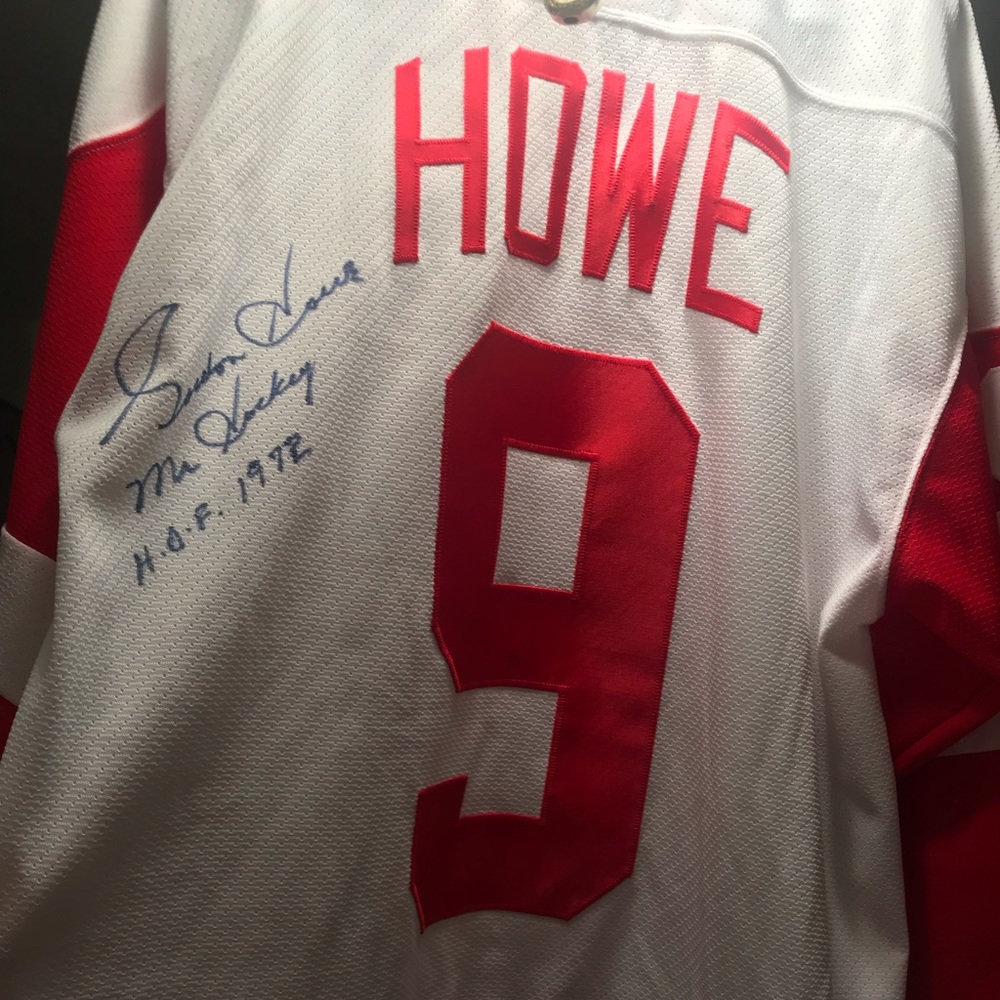 HOWE
9
Gordon Howe
Mr Hockey
H.O.F. 1972